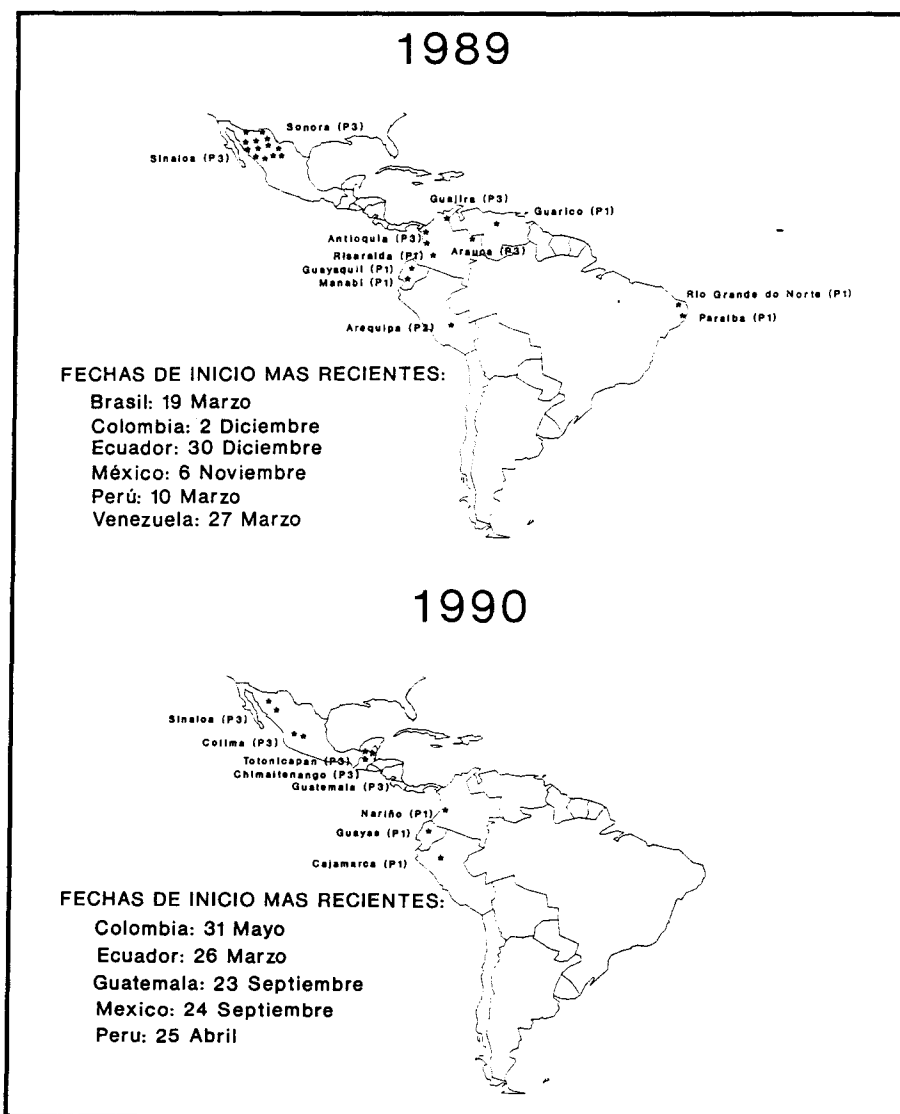 1989
Sonora (P3)
Sinaloa (P3)
Guajira (P3)
Guarico (P1)
Antioquia (P3)
Arauca (P3)
Risaralda (P1)
Guayaquil (P1)
Manabi (P1)
Rio Grande do Norte (P1)
Paraiba (P1)
Arequipa (P3)
FECHAS DE INICIO MAS RECIENTES:
Brasil: 19 Marzo
Colombia: 2 Diciembre
Ecuador: 30 Diciembre
México: 6 Noviembre
Perú: 10 Marzo
Venezuela: 27 Marzo
1990
Sinaloa (P3)
Colima (P3)
Totonicapan (P3)
Chimaltenango (P3)
Guatemala (P3)
Nariño (P1)
Guayas (P1)
Cajamarca (P1)
FECHAS DE INICIO MAS RECIENTES:
Colombia: 31 Mayo
Ecuador: 26 Marzo
Guatemala: 23 Septiembre
Mexico: 24 Septiembre
Peru: 25 Abril